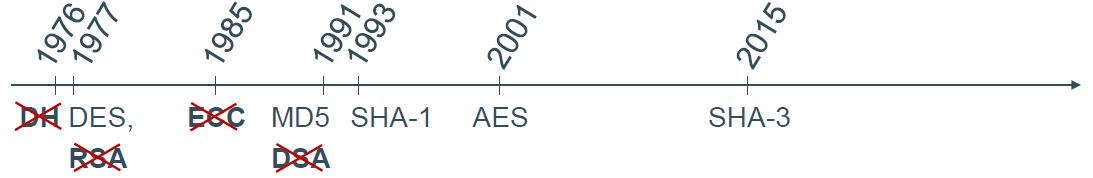 1976 1977 1985 1991 1993 2001 2015
DH DES, ECC MD5 SHA-1 AES SHA-3
RSA DSA